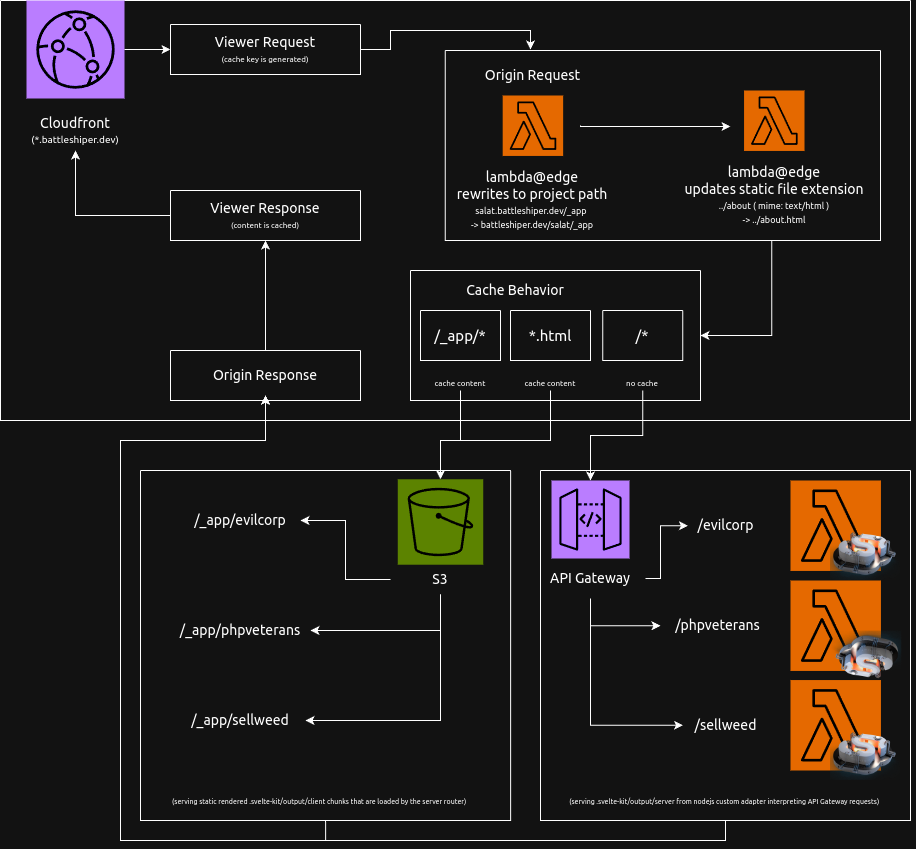 Cloudfront
(*.battleshiper.dev)
Viewer Request
(cache key is generated)
Origin Request
lambda@edge
rewrites to project path
salat.battleshiper.dev/_app
-> battleshiper.dev/salat/_app
lambda@edge
updates static file extension
../about ( mime: text/html )
-> ../about.html
Viewer Response
(content is cached)
Origin Response
Cache Behavior
/_app/*
*.html
/*
cache content
cache content
no cache
/_app/evilcorp
S3
/_app/phpveterans
/_app/sellweed
(serving static rendered .svelte-kit/output/client chunks that are loaded by the server router)
</>
API Gateway
/evilcorp
/phpveterans
/sellweed
JS
JS
JS
(serving .svelte-kit/output/server from nodejs custom adapter interpreting API Gateway requests)